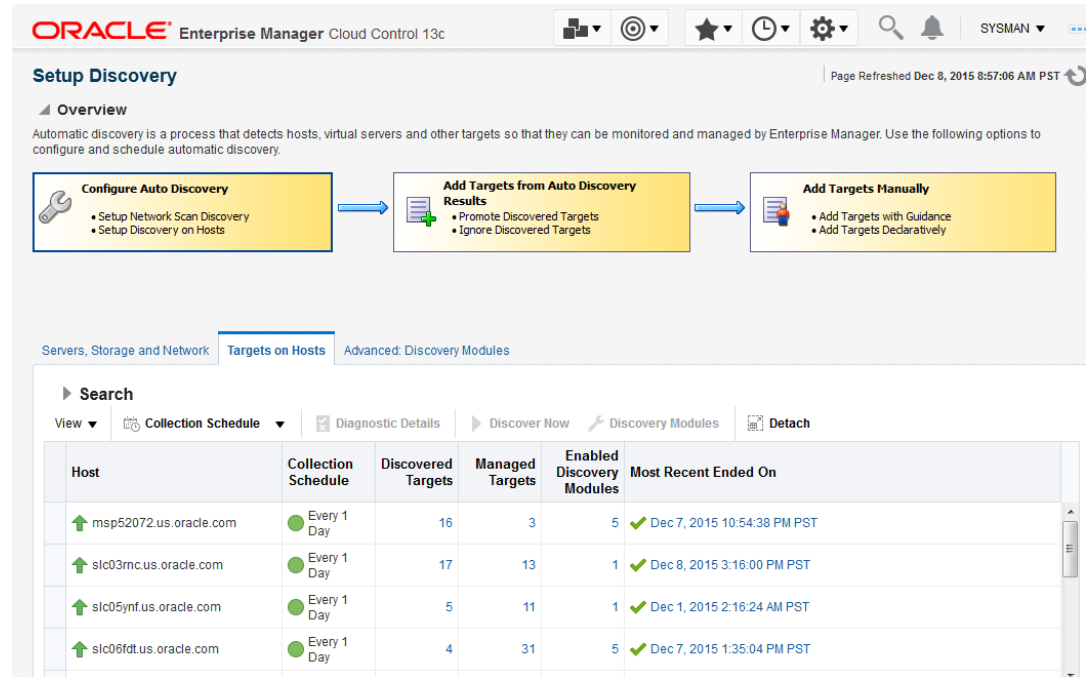 ORACLE Enterprise Manager Cloud Control 13c
SYSMAN
Setup Discovery
Page Refreshed Dec 8, 2015 8:57:06 AM PST
Overview
Automatic discovery is a process that detects hosts, virtual servers and other targets so that they can be monitored and managed by Enterprise Manager. Use the following options to
configure and schedule automatic discovery.
Configure Auto Discovery
• Setup Network Scan Discovery
• Setup Discovery on Hosts
Add Targets from Auto Discovery
Results
• Promote Discovered Targets
• Ignore Discovered Targets
Add Targets Manually
• Add Targets with Guidance
• Add Targets Declaratively
Servers, Storage and Network Targets on Hosts Advanced: Discovery Modules
Search
View Collection Schedule Diagnostic Details Discover Now Discovery Modules Detach
Host
Collection
Schedule
Discovered
Targets
Managed
Targets
Enabled
Discovery
Modules
Most Recent Ended On
msp52072.us.oracle.com Every 1 Day 16 3 5 Dec 7, 2015 10:54:38 PM PST
slc03rnc.us.oracle.com Every 1 Day 17 13 1 Dec 8, 2015 3:16:00 PM PST
slc05ynf.us.oracle.com Every 1 Day 5 11 1 Dec 1, 2015 2:16:24 AM PST
slc06fdt.us.oracle.com Every 1 Day 4 31 5 Dec 7, 2015 1:35:04 PM PST